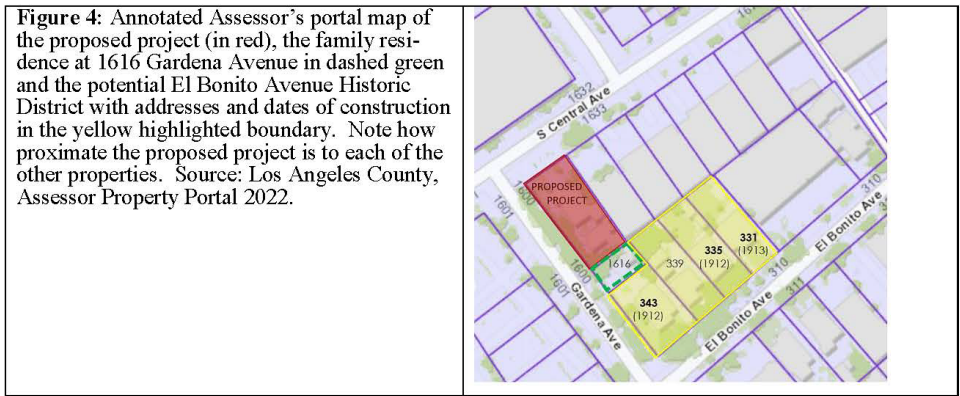 Figure 4: Annotated Assessor's portal map of
the proposed project (in red), the family resi-
dence at 1616 Gardena Avenue in dashed green
and the potential El Bonito Avenue Historic
District with addresses and dates of construction
in the yellow highlighted boundary. Note how
proximate the proposed project is to each of the
other properties. Source: Los Angeles County,
Assessor Property Portal 2022.
1632
S Central Ave
1633
1600
1601
PROPOSED
PROJECT
1600
1601
Gardena Ave
1616
339
335
(1912)
331
(1913)
343
(1912)
310
311
El Bonito Ave
310
El Bonito Ave